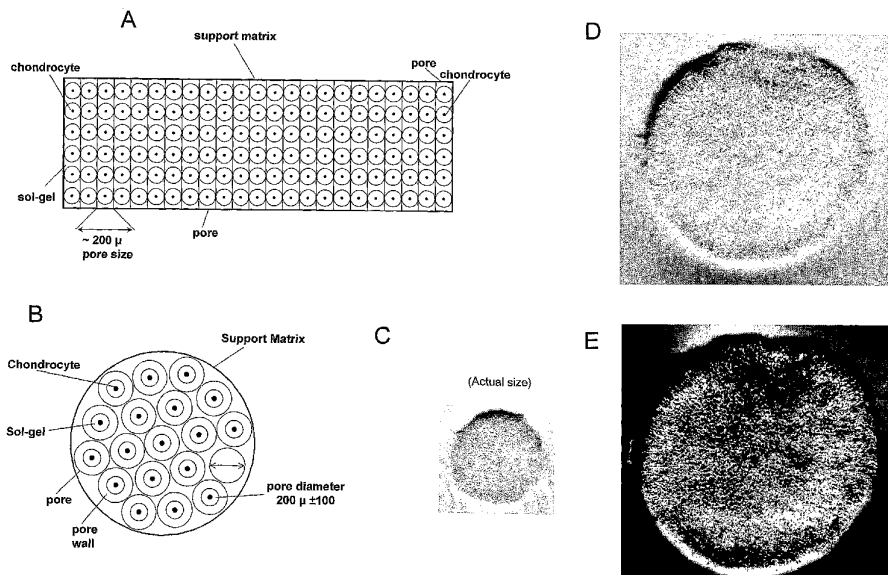 A
support matrix
chondrocyte
pore
chondrocyte
sol-gel
~ 200 µ
pore size
pore
B
Support Matrix
Chondrocyte
Sol-gel
pore
pore
wall
pore diameter
200 µ ±100
C
(Actual size)
D
E